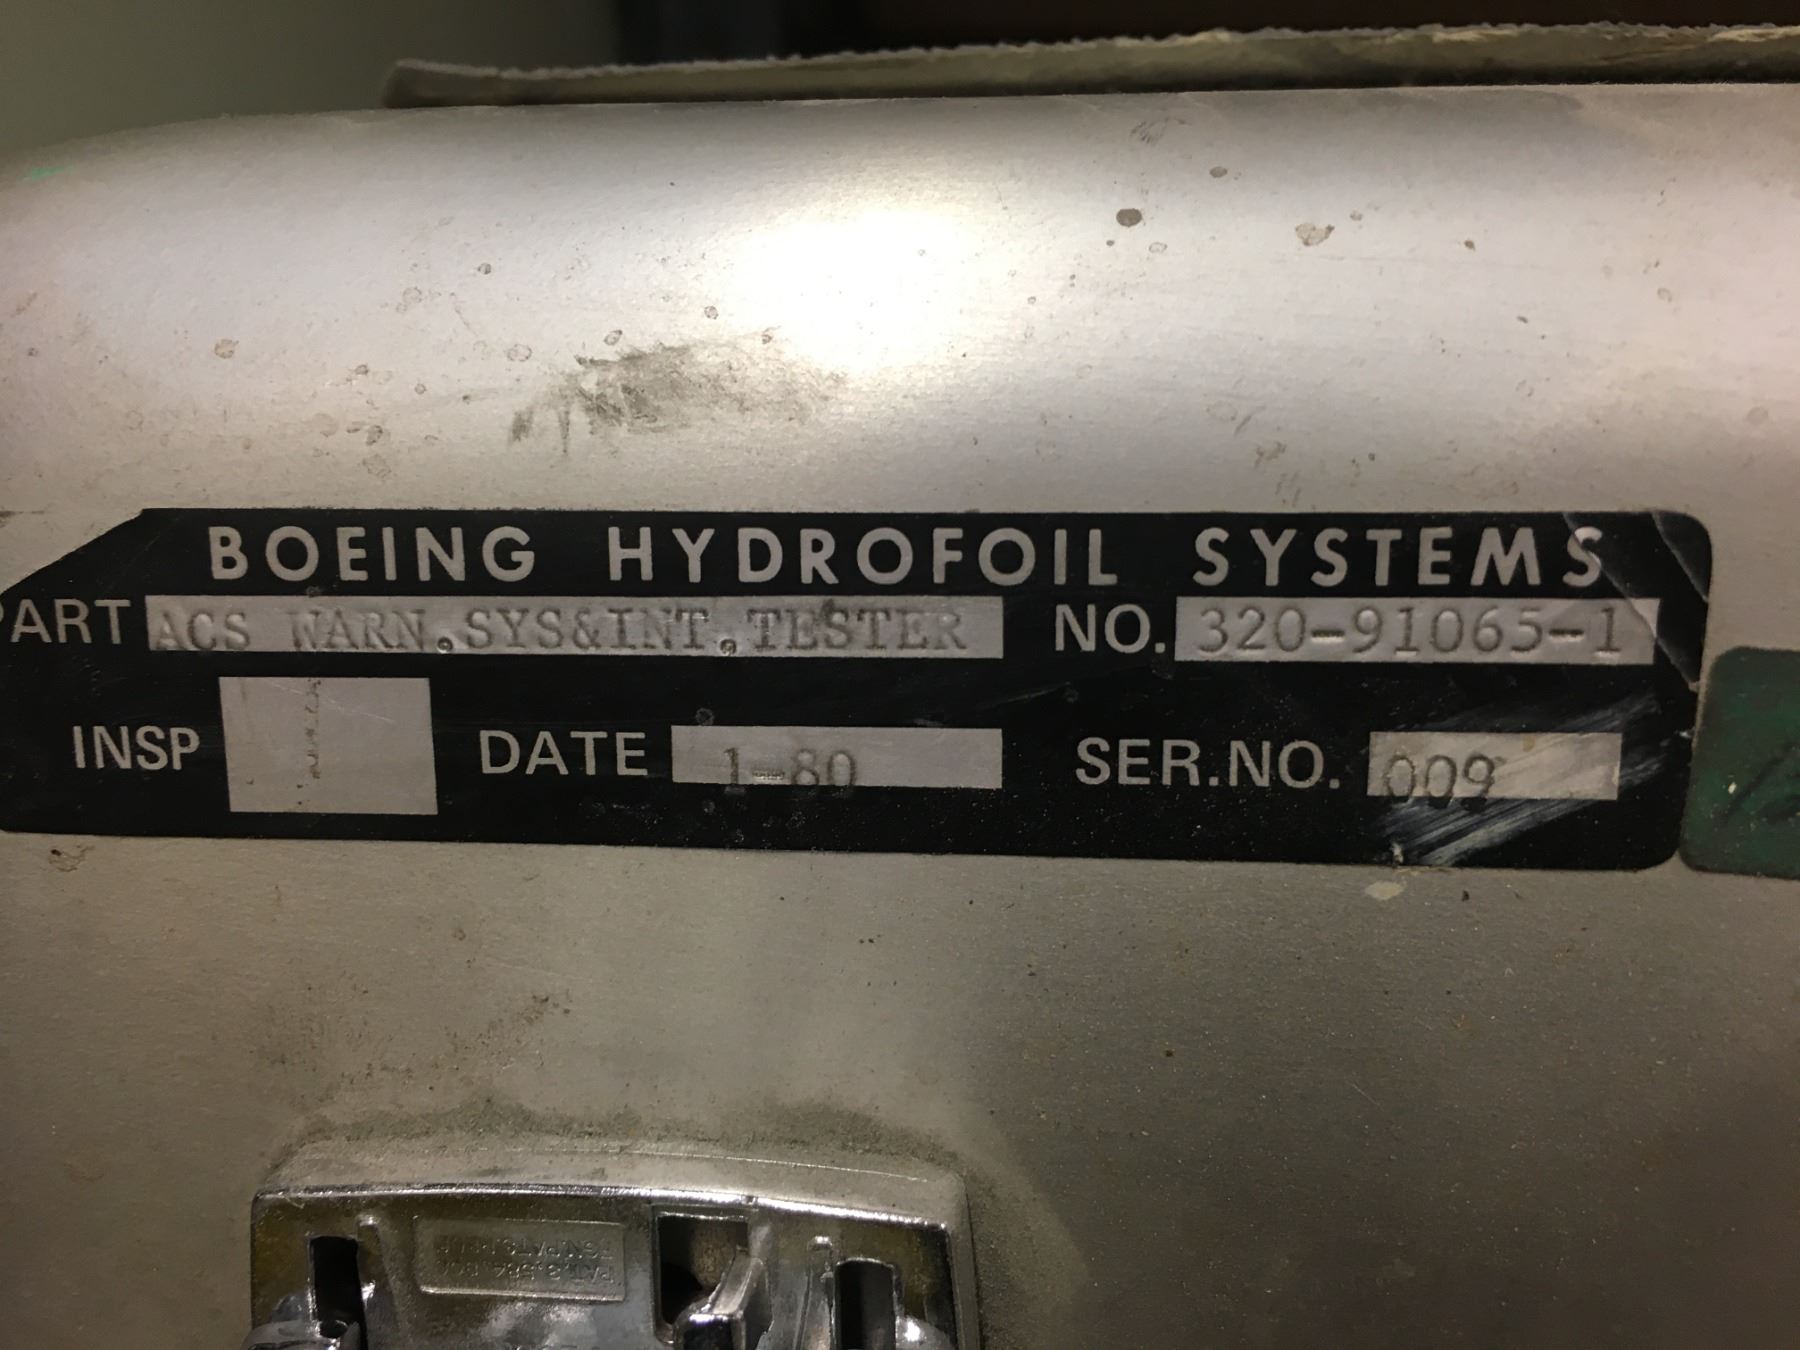 BOEING HYDROFOIL SYSTEMS
PART ACS WARN.SYS&INT.TESTER NO. 320-91065-1
INSP DATE 1-80 SER.NO. 009